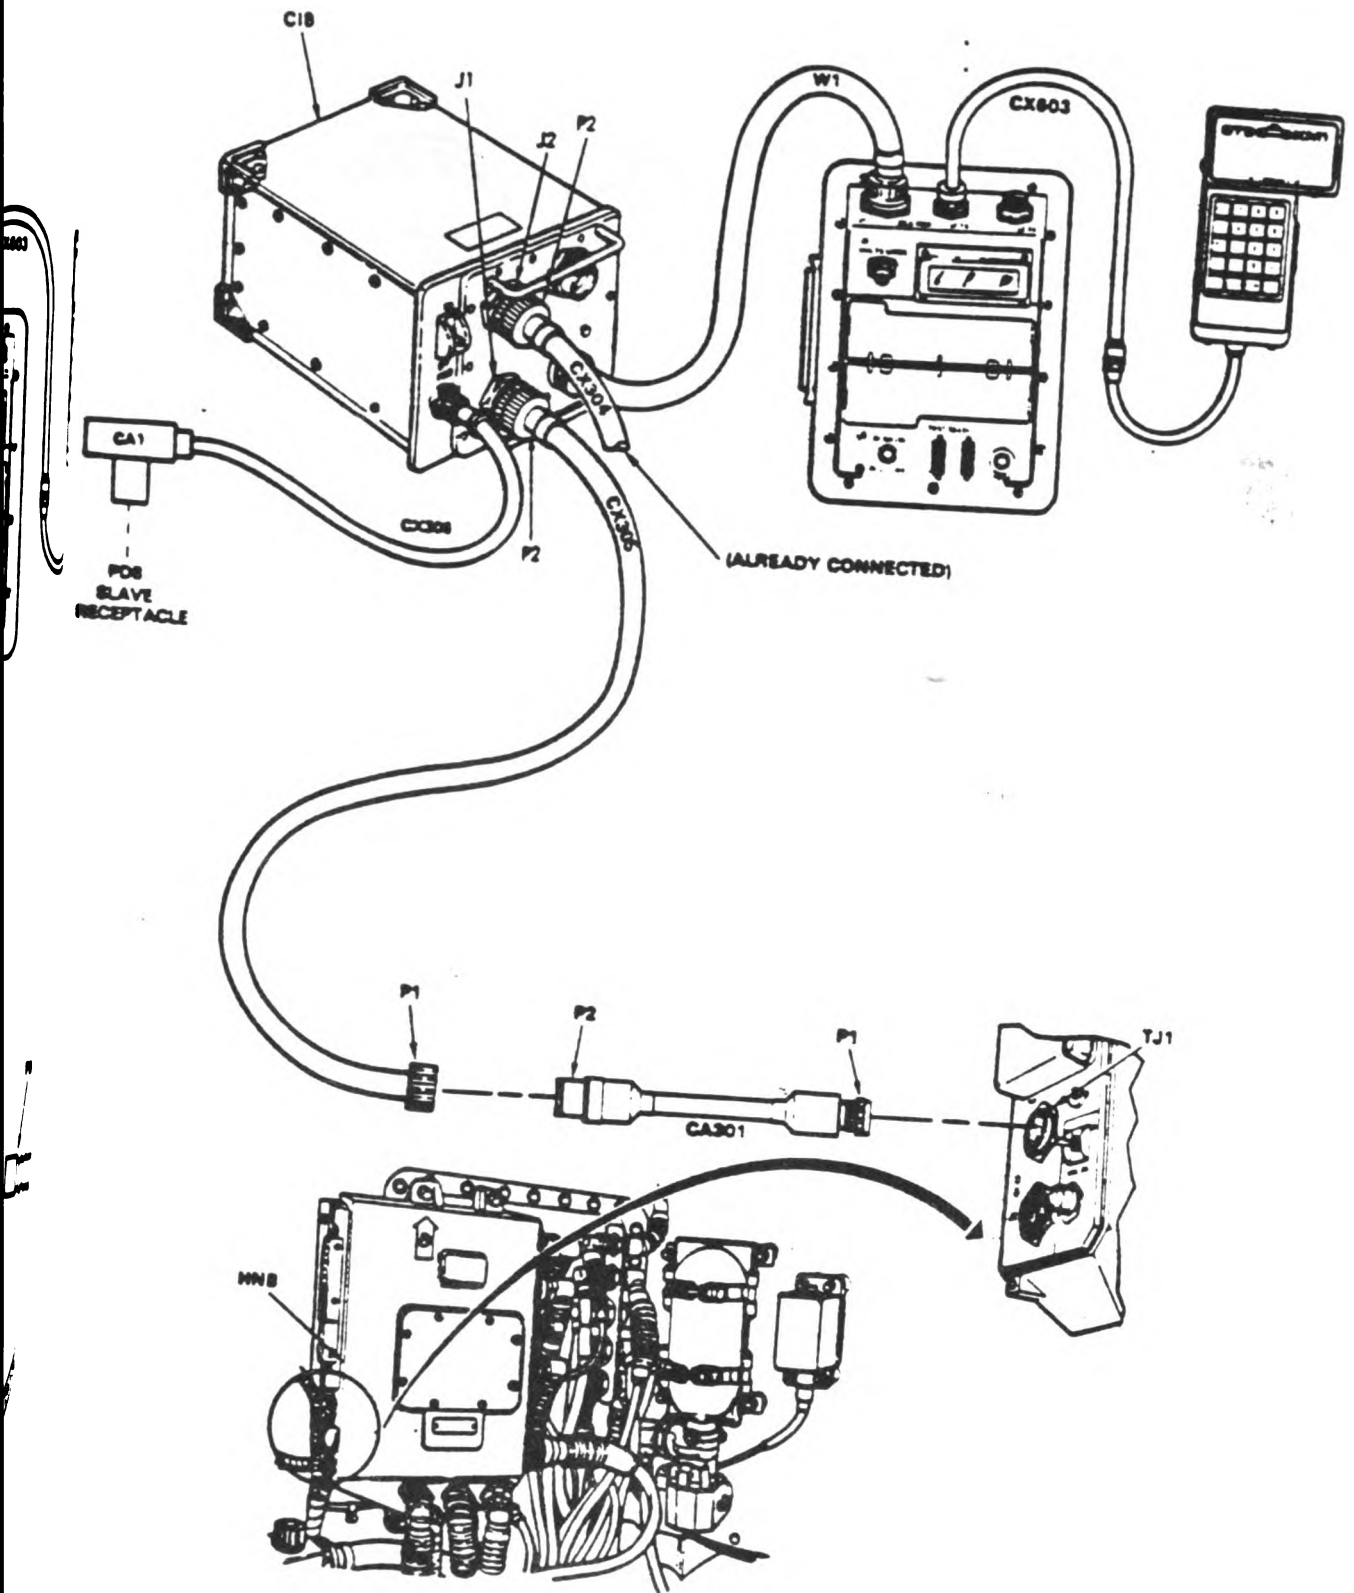 CIB
J1
J2
P2
W1
CX603
X603
CX304
CA1
CX305
P2
(ALREADY CONNECTED)
PDB
SLAVE
RECEPTACLE
P1
P2
P1
TJ1
CA301
HNB